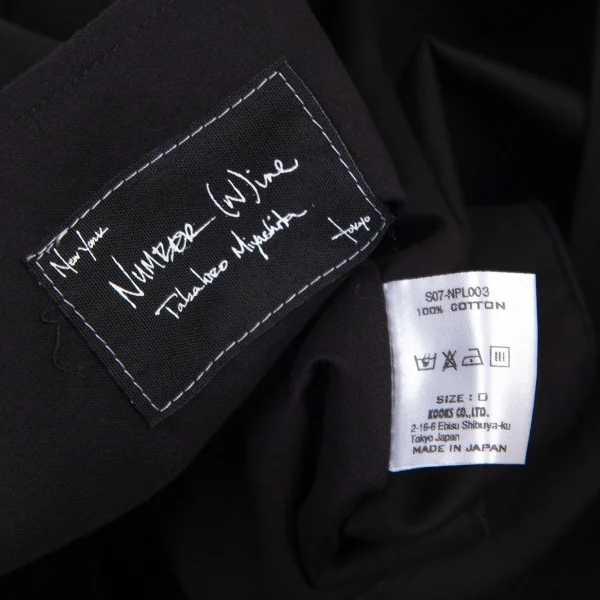 New York
NUMBER (N)ine
Takahiro Miyashita
tokyo
S07-NPL003
100% COTTON
SIZE : 0
KOOKS CO.,LTD.
2-16-6 Ebisu Shibuya-ku
Tokyo Japan
MADE IN JAPAN